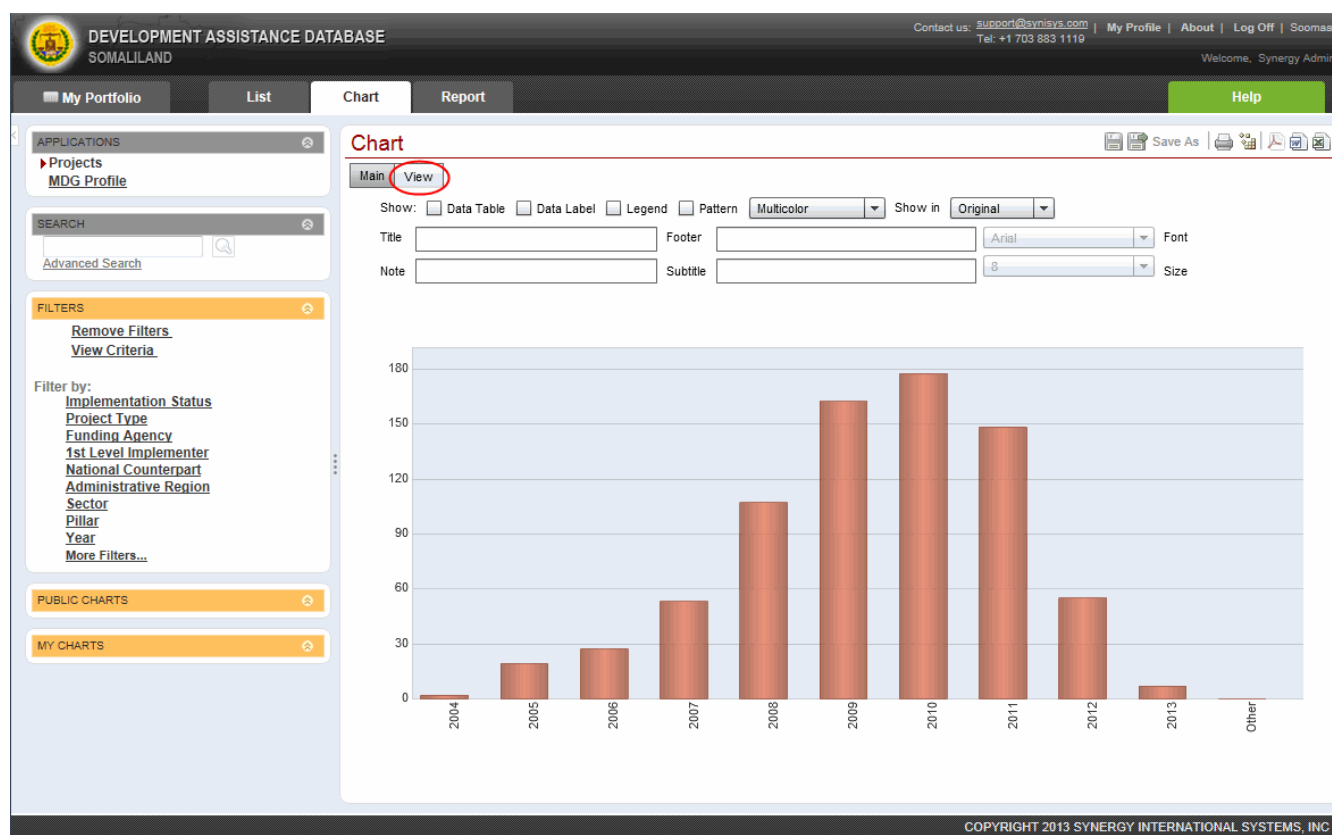 DEVELOPMENT ASSISTANCE DATABASE
SOMALILAND
Contact us: support@synisys.com | My Profile | About | Log Off | Soomaa
Tel: +1 703 883 1119
Welcome, Synergy Admin
My Portfolio List Chart Report Help
APPLICATIONS
Projects
MDG Profile
SEARCH
Advanced Search
FILTERS
Remove Filters
View Criteria
Filter by:
Implementation Status
Project Type
Funding Agency
1st Level Implementer
National Counterpart
Administrative Region
Sector
Pillar
Year
More Filters...
PUBLIC CHARTS
MY CHARTS
Chart
Save As
Main View
Show: Data Table Data Label Legend Pattern Multicolor Show in Original
Title Footer Arial Font
Note Subtitle 8 Size
180
150
120
90
60
30
0
2004 2005 2006 2007 2008 2009 2010 2011 2012 2013 Other
COPYRIGHT 2013 SYNERGY INTERNATIONAL SYSTEMS, INC